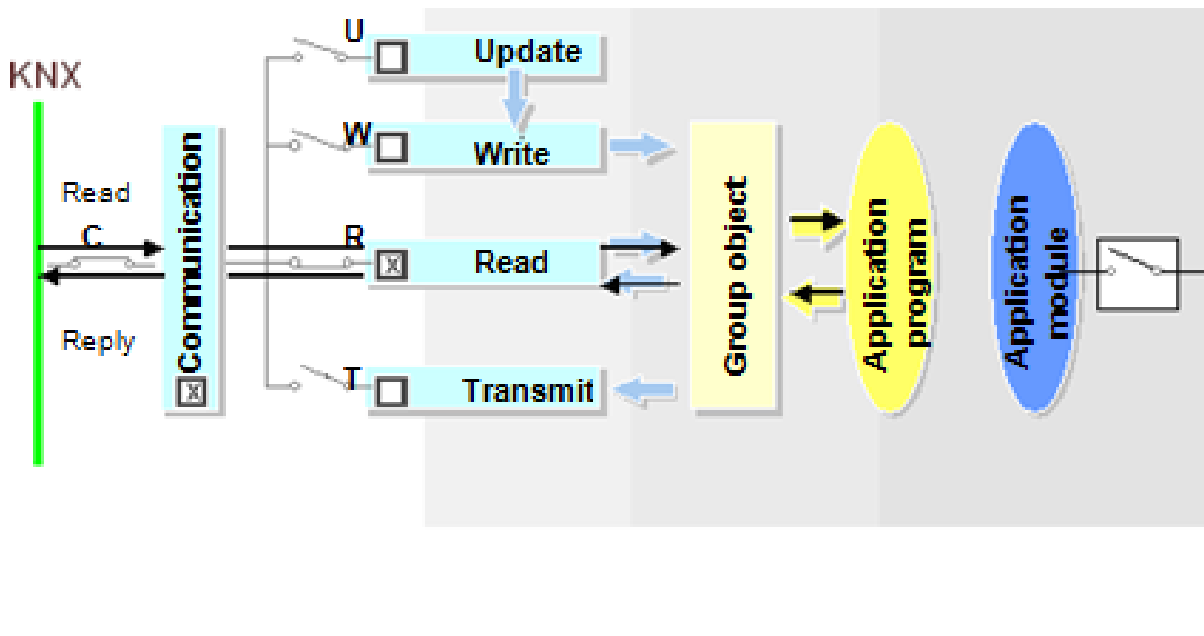 U
Update
KNX
W
Write
Read
C
Communication
X
R
X
Read
Reply
T
Transmit
Group object
Application
program
Application
module